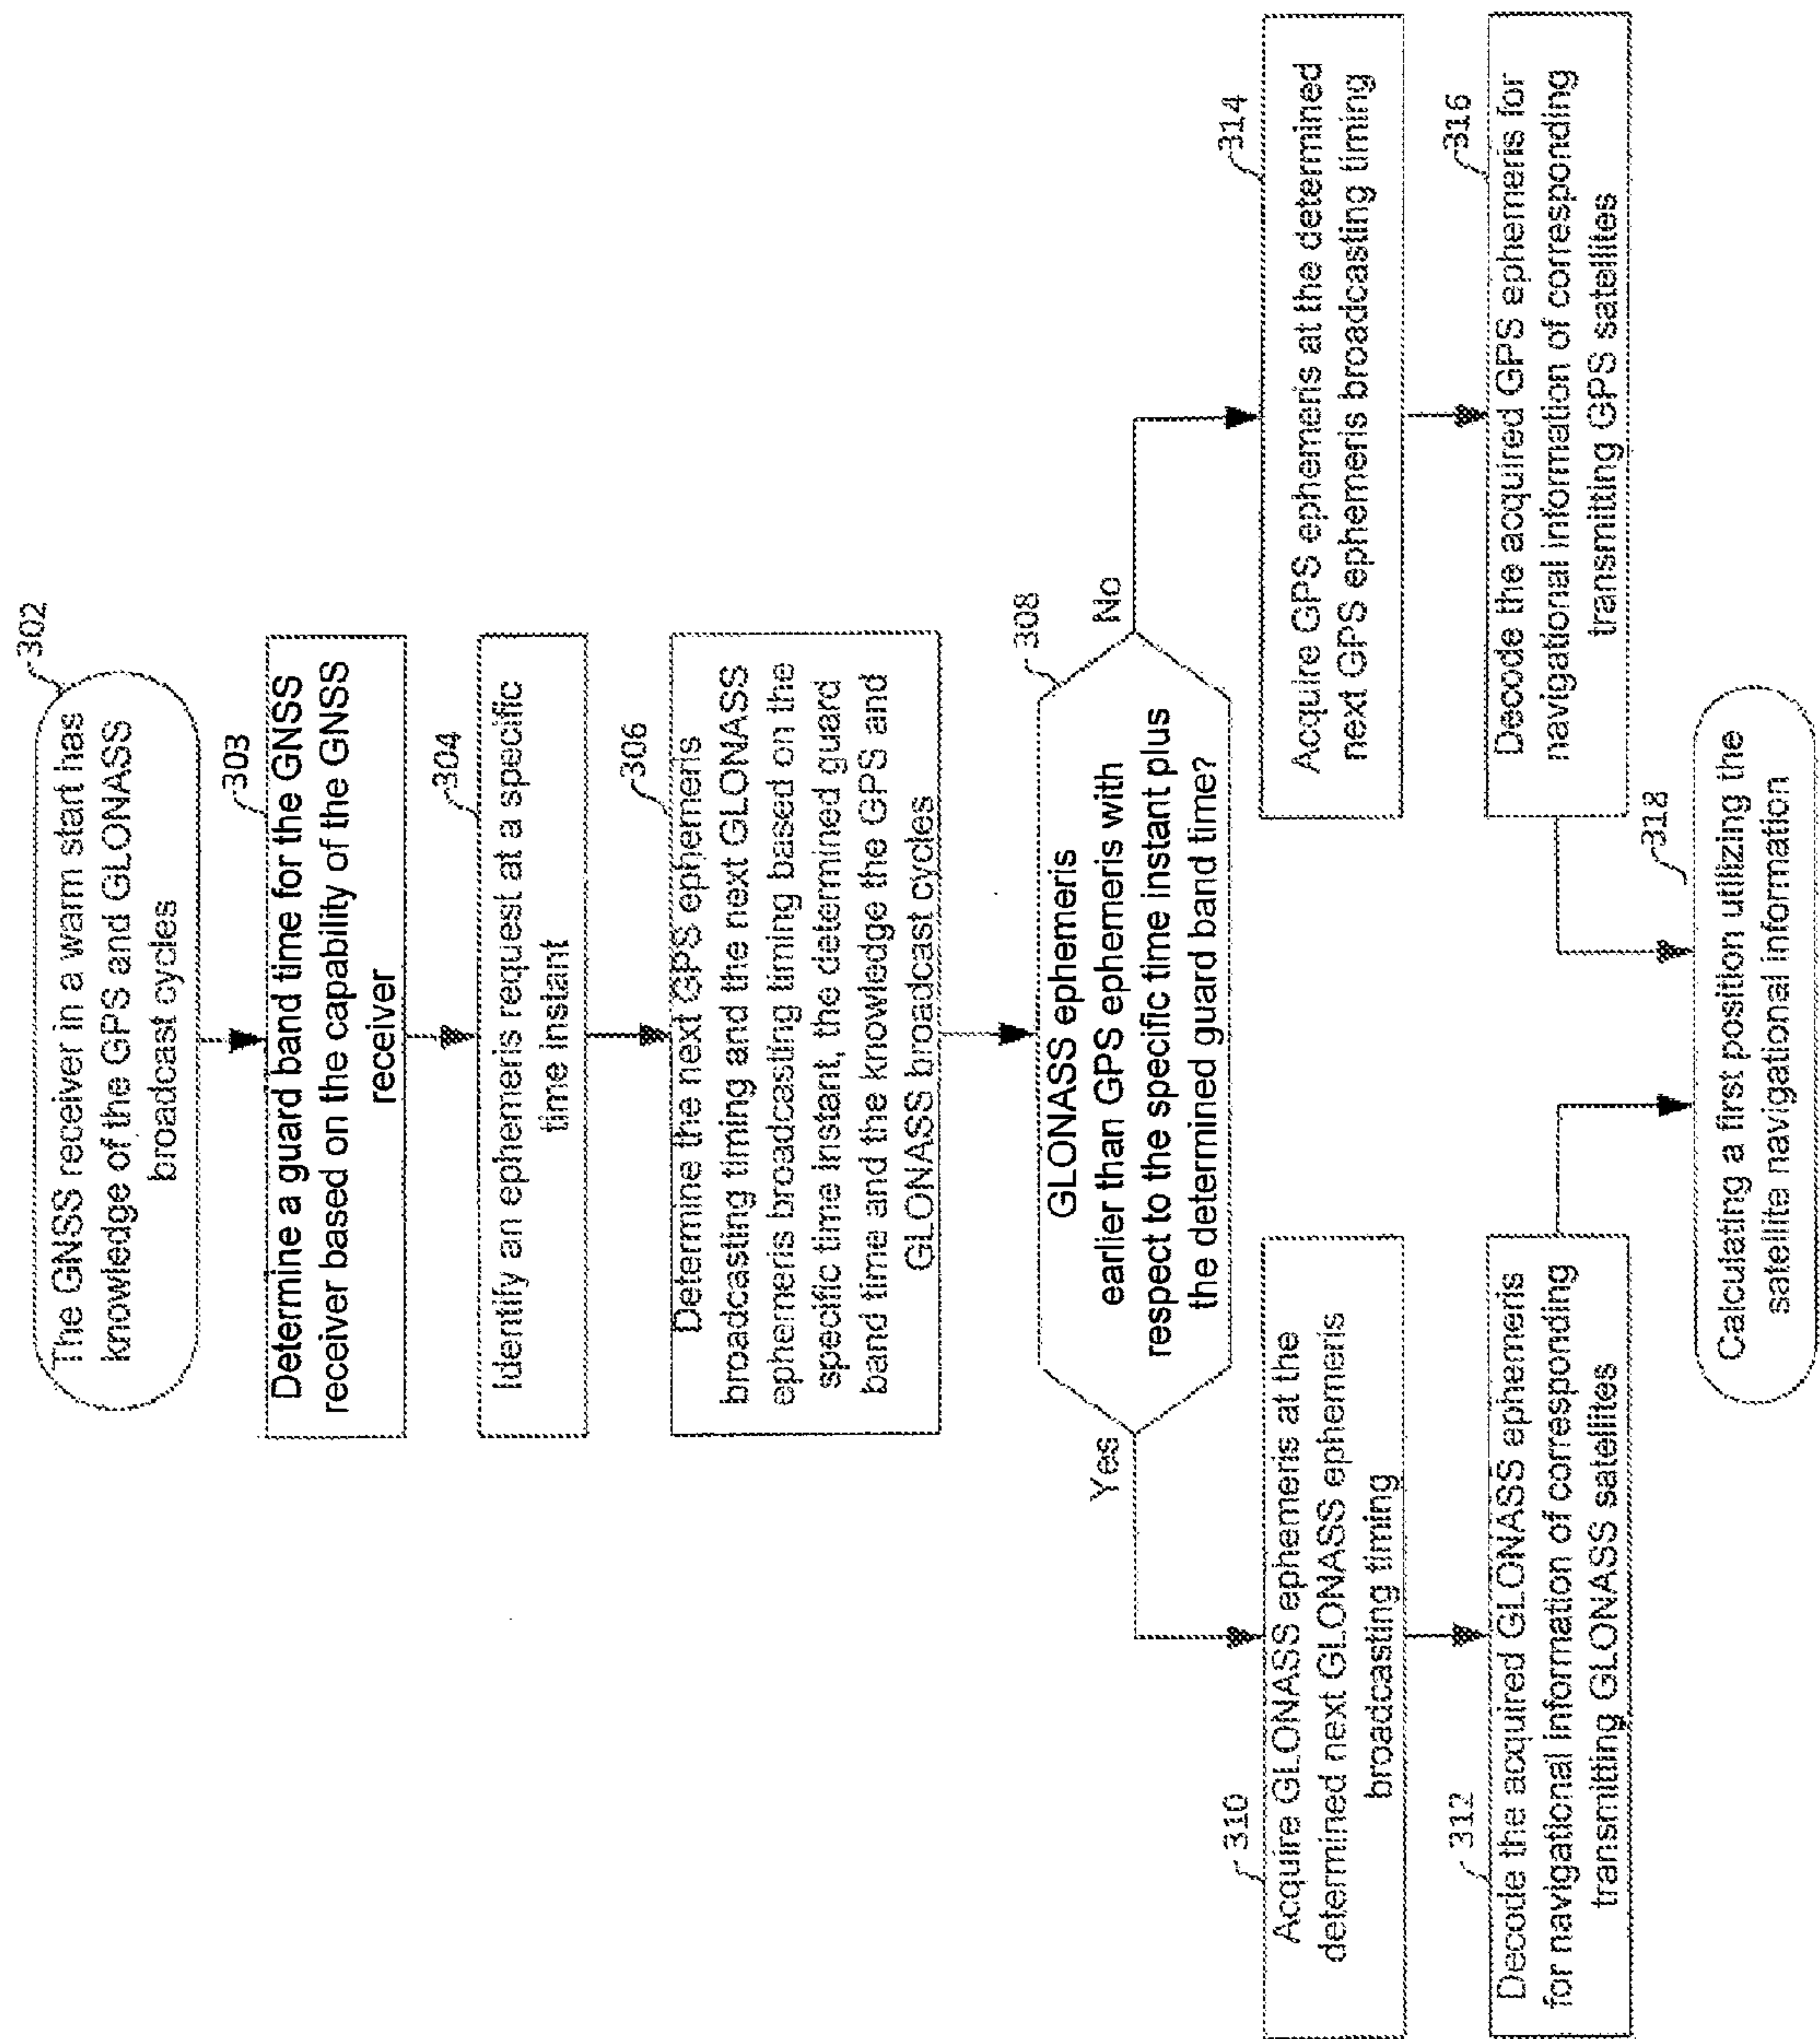 302
The GNSS receiver in a warm start has
knowledge of the GPS and GLONASS
broadcast cycles
303
Determine a guard band time for the GNSS
receiver based on the capability of the GNSS
receiver
304
Identify an ephemeris request at a specific
time instant
306
Determine the next GPS ephemeris
broadcasting timing and the next GLONASS
ephemeris broadcasting timing based on the
specific time instant, the determined guard
band time and the knowledge the GPS and
GLONASS broadcast cycles
308
GLONASS ephemeris
earlier than GPS ephemeris with
respect to the specific time instant plus
the determined guard band time?
Yes
No
310
Acquire GLONASS ephemeris at the
determined next GLONASS ephemeris
broadcasting timing
314
Acquire GPS ephemeris at the determined
next GPS ephemeris broadcasting timing
312
Decode the acquired GLONASS ephemeris
for navigational information of corresponding
transmitting GLONASS satellites
316
Decode the acquired GPS ephemeris for
navigational information of corresponding
transmitting GPS satellites
318
Calculating a first position utilizing the
satellite navigational information